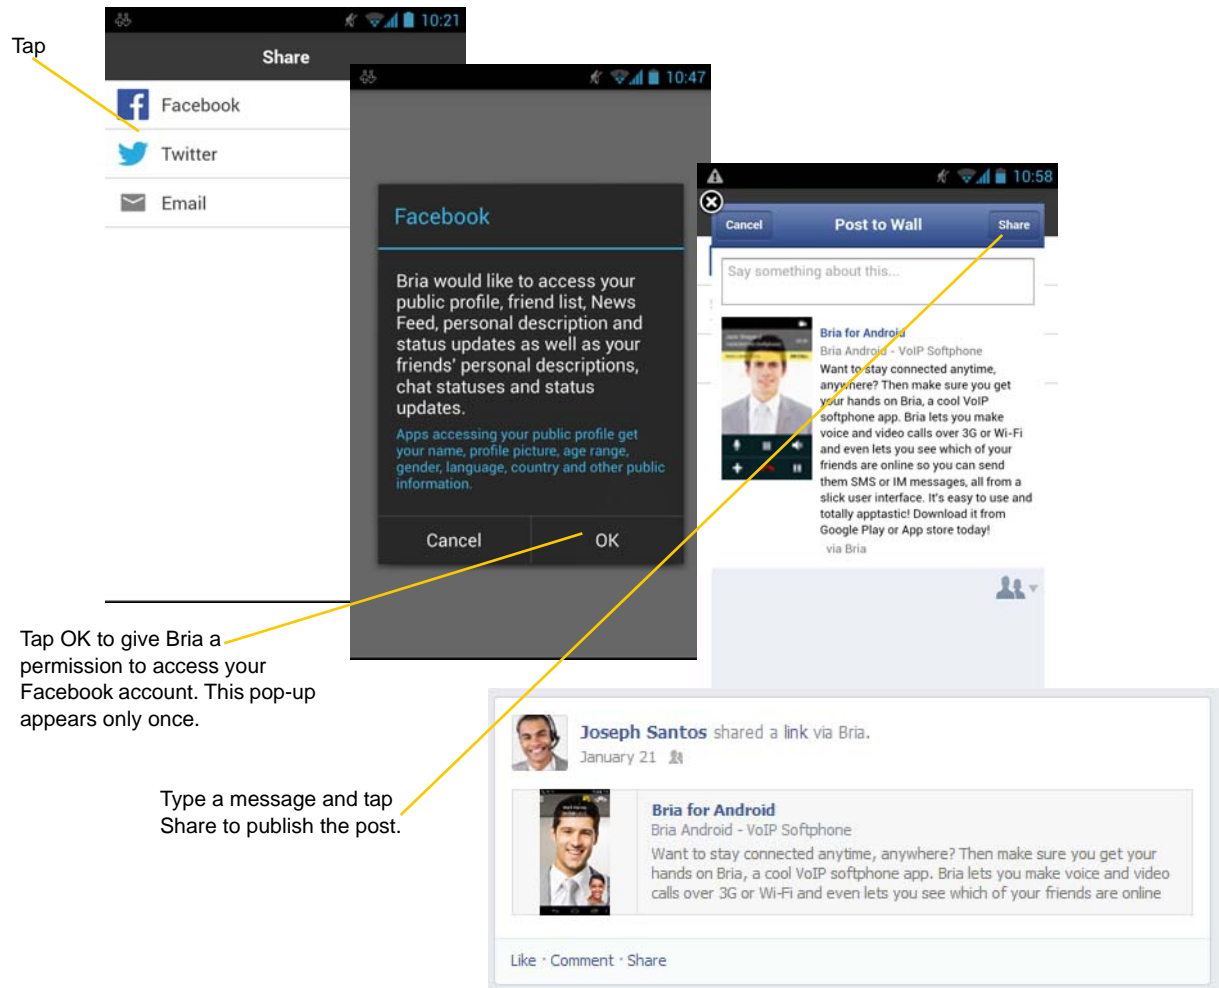 Tap
10:21
Share
Facebook
Twitter
Email
10:47
Facebook
Bria would like to access your
public profile, friend list, News
Feed, personal description and
status updates as well as your
friends' personal descriptions,
chat statuses and status
updates.
Apps accessing your public profile get
your name, profile picture, age range,
gender, language, country and other public
information.
Cancel
OK
10:58
Cancel
Post to Wall
Share
Say something about this...
Bria for Android
Bria Android - VoIP Softphone
Want to stay connected anytime,
anywhere? Then make sure you get
your hands on Bria, a cool VoIP
softphone app. Bria lets you make
voice and video calls over 3G or Wi-Fi
and even lets you see which of your
friends are online so you can send
them SMS or IM messages, all from a
slick user interface. It's easy to use and
totally apptastic! Download it from
Google Play or App store today!
via Bria
Tap OK to give Bria a
permission to access your
Facebook account. This pop-up
appears only once.
Type a message and tap
Share to publish the post.
Joseph Santos shared a link via Bria.
January 21
Bria for Android
Bria Android - VoIP Softphone
Want to stay connected anytime, anywhere? Then make sure you get your
hands on Bria, a cool VoIP softphone app. Bria lets you make voice and video
calls over 3G or Wi-Fi and even lets you see which of your friends are online
Like · Comment · Share